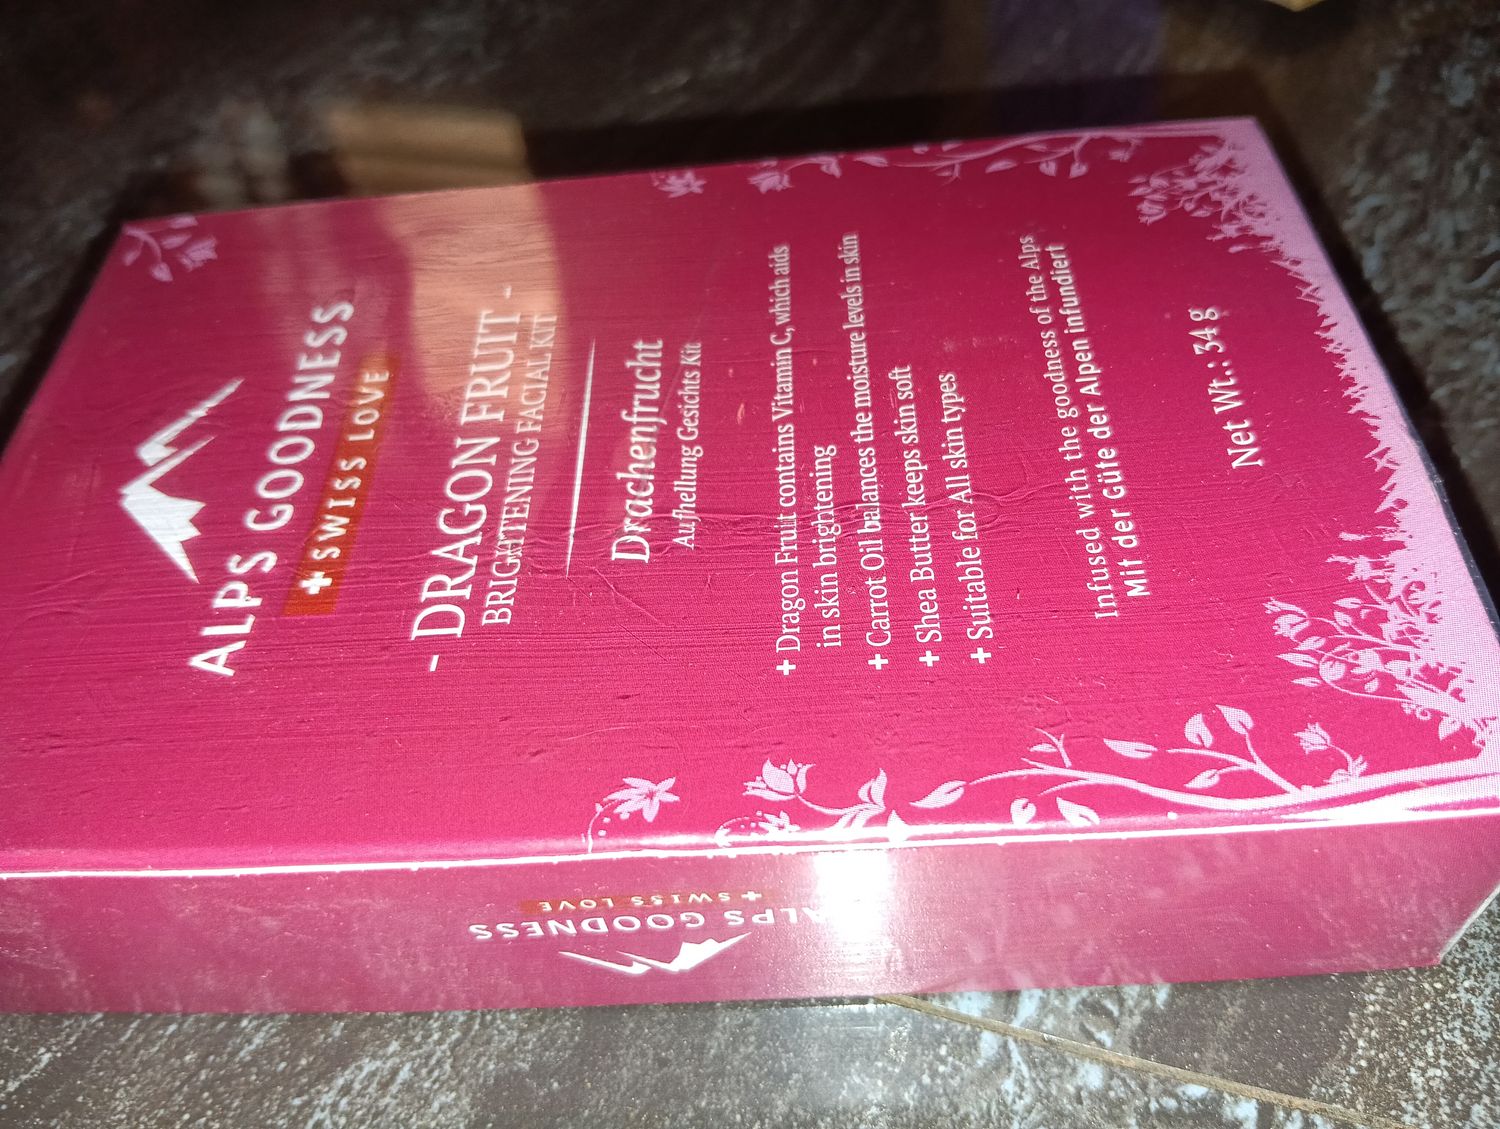 ALPS GOODNESS
+ SWISS LOVE
- DRAGON FRUIT -
BRIGHTENING FACIAL KIT
Drachenfrucht
Aufhellung Gesichts Kit
+ Dragon Fruit contains Vitamin C, which aids
in skin brightening
+ Carrot Oil balances the moisture levels in skin
+ Shea Butter keeps skin soft
+ Suitable for All skin types
Infused with the goodness of the Alps
Mit der Güte der Alpen infundiert
Net Wt.: 34 g
ALPS GOODNESS
+ SWISS LOVE